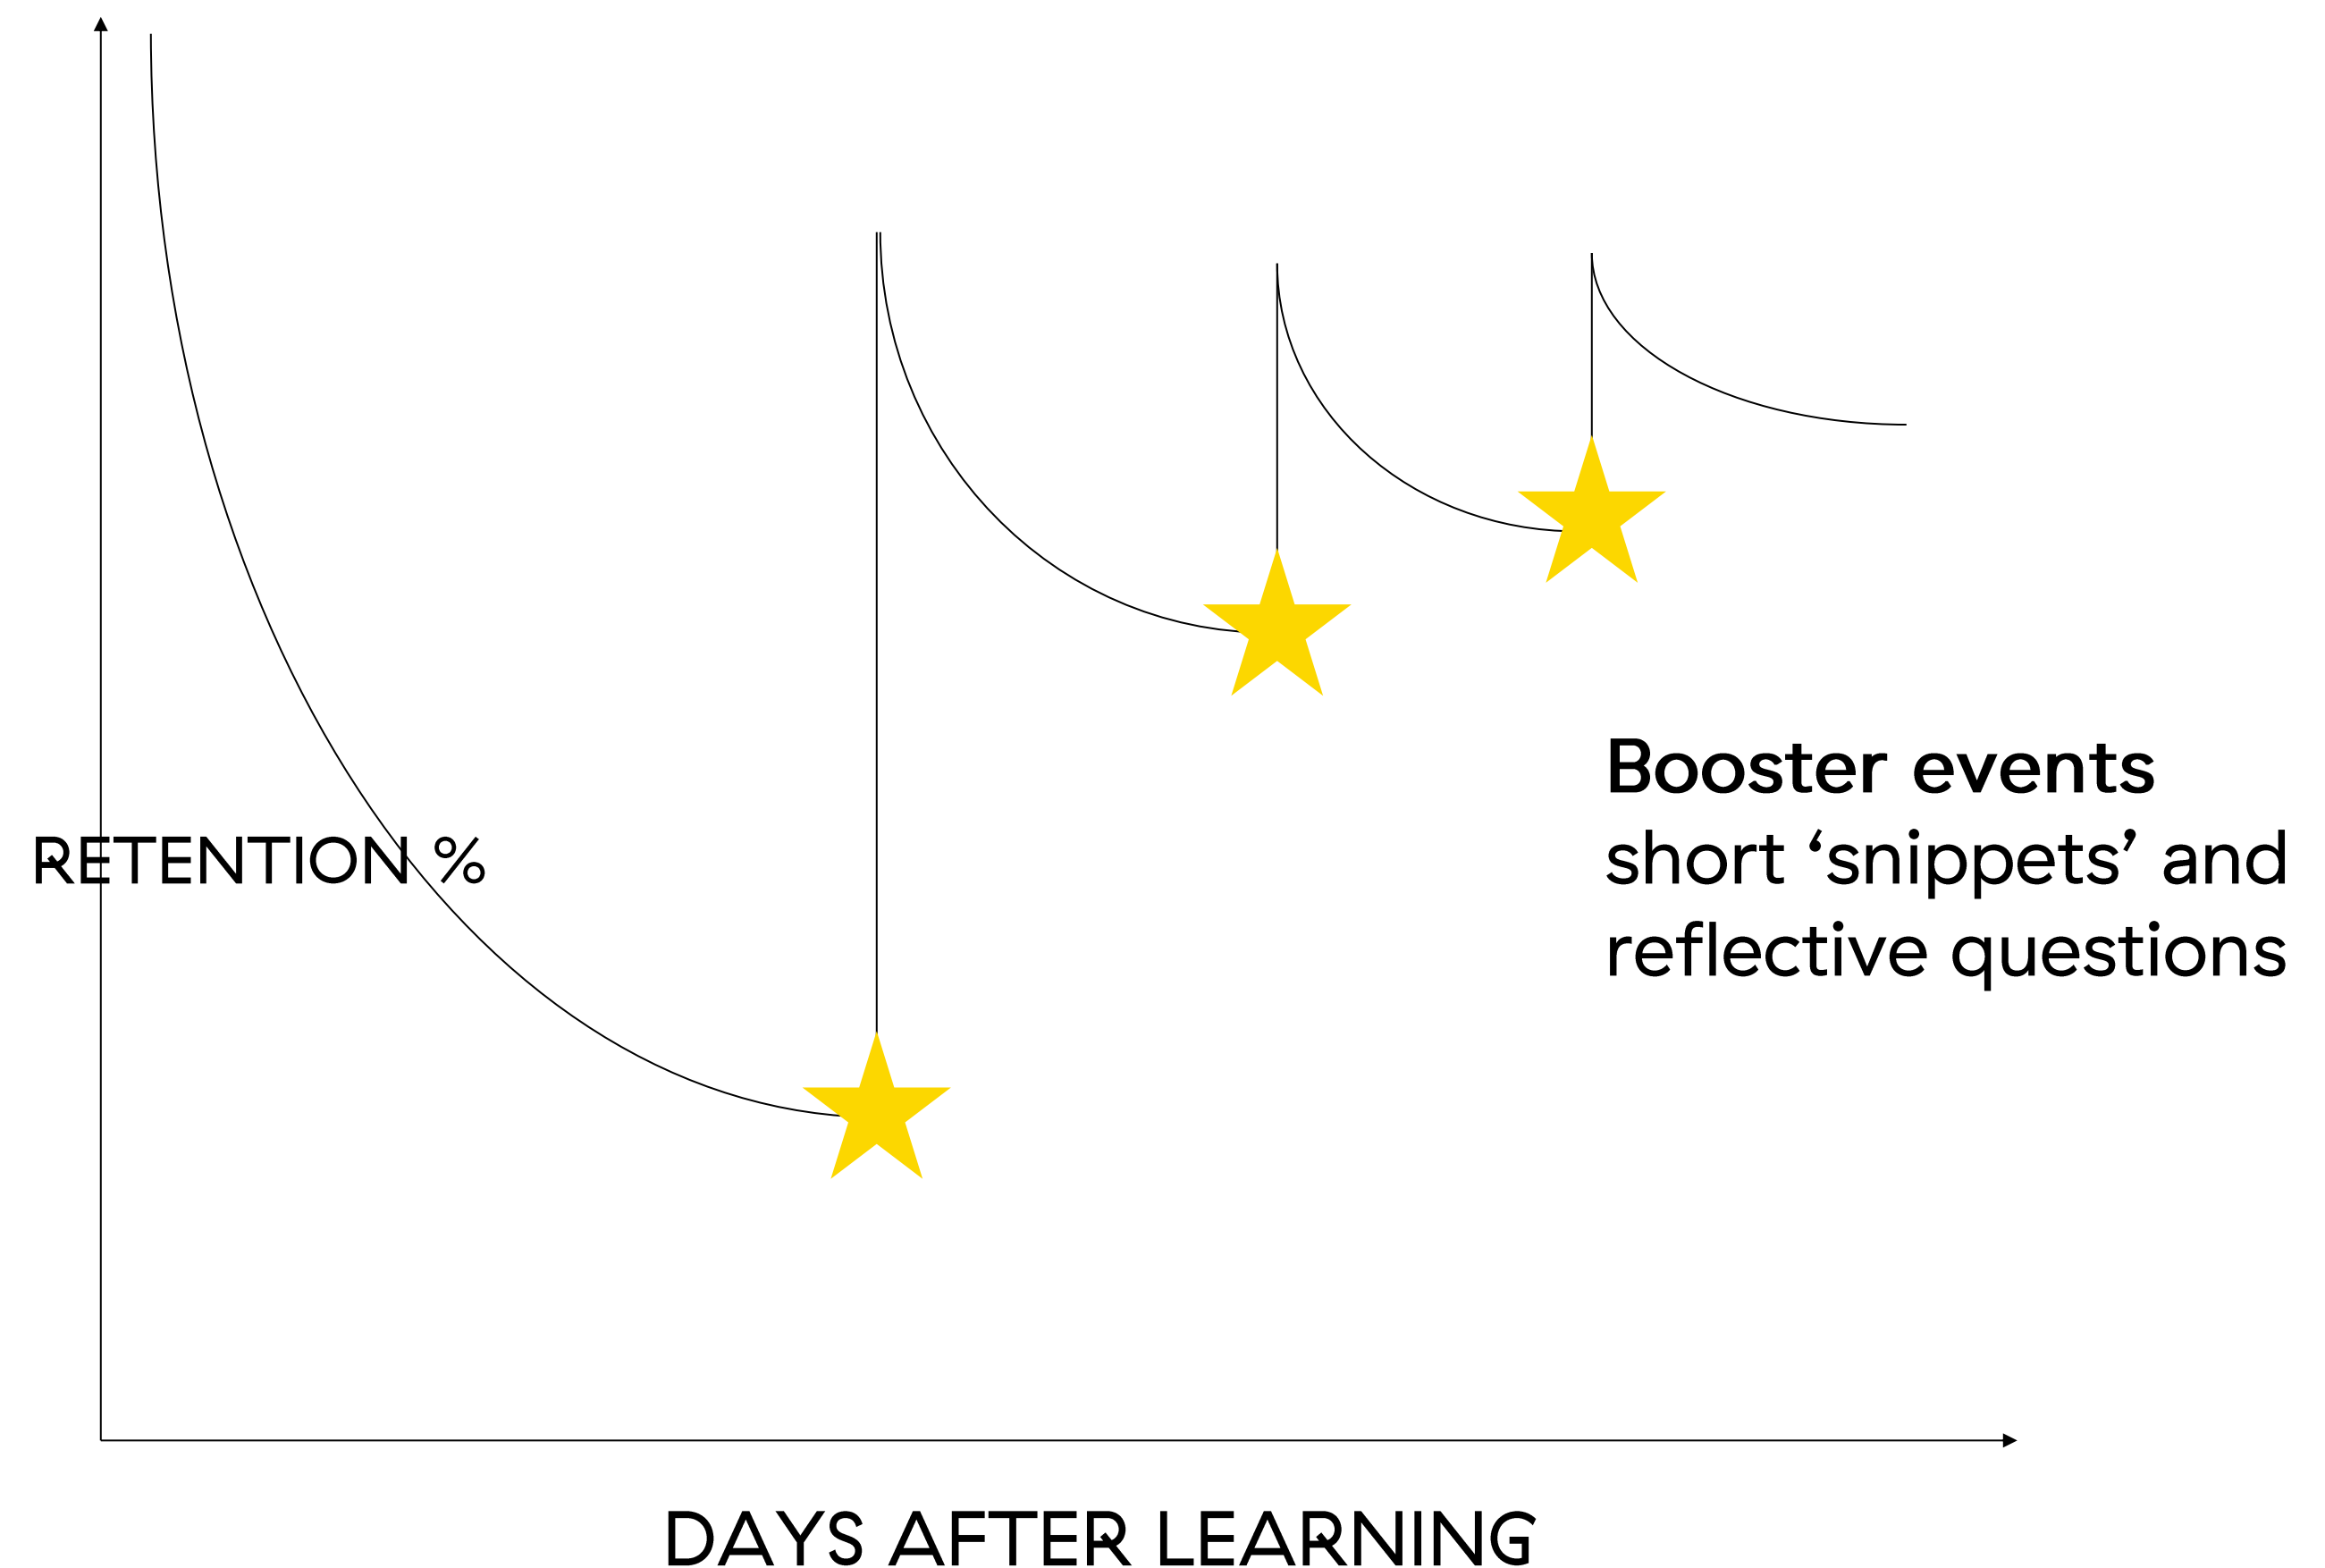 RETENTION %
Booster events
short ‘snippets’ and
reflective questions
DAYS AFTER LEARNING